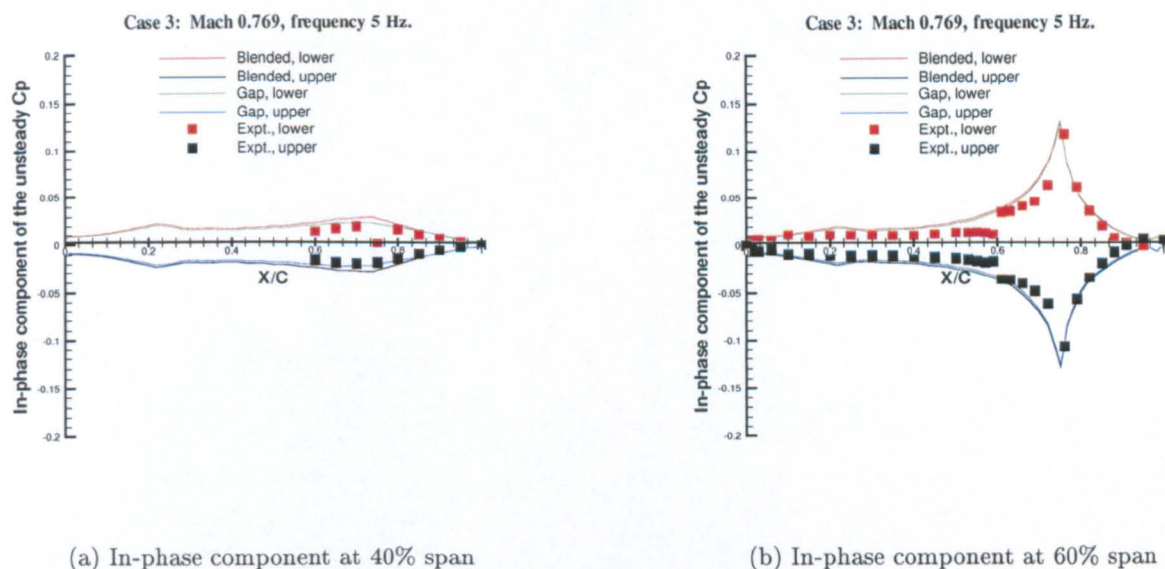 Case 3: Mach 0.769, frequency 5 Hz.
In-phase component of the unsteady Cp
0.2
0.15
0.1
0.05
0
-0.05
-0.1
-0.15
-0.2
Blended, lower
Blended, upper
Gap, lower
Gap, upper
Expt., lower
Expt., upper
0.2
0.4
0.6
0.8
1
X/C
(a) In-phase component at 40% span
Case 3: Mach 0.769, frequency 5 Hz.
In-phase component of the unsteady Cp
0.2
0.15
0.1
0.05
0
-0.05
-0.1
-0.15
-0.2
Blended, lower
Blended, upper
Gap, lower
Gap, upper
Expt., lower
Expt., upper
0.2
0.4
0.6
0.8
X/C
(b) In-phase component at 60% span